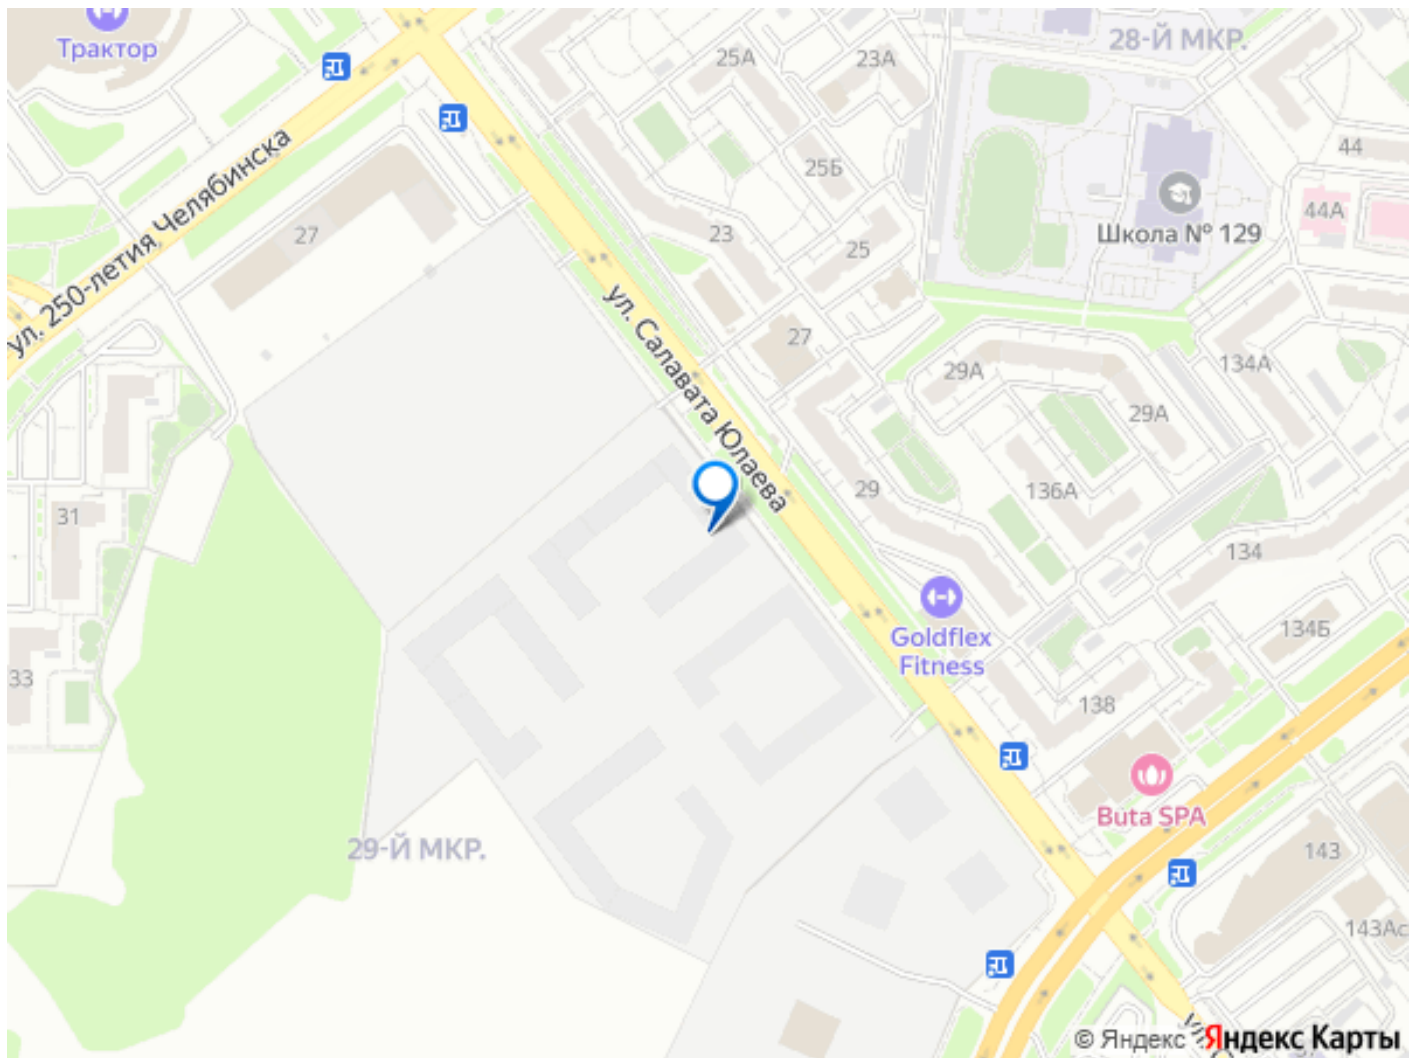 Трактор
25А
23А
28-Й МКР.
44
25Б
44А
Школа № 129
ул. 250-летия Челябинска
27
23
25
ул. Салавата Юлаева
27
29А
134А
29А
29
136А
31
134
Goldflex
Fitness
134Б
33
138
Buta SPA
29-Й МКР.
143
143Ас
© Яндекс Яндекс Карты